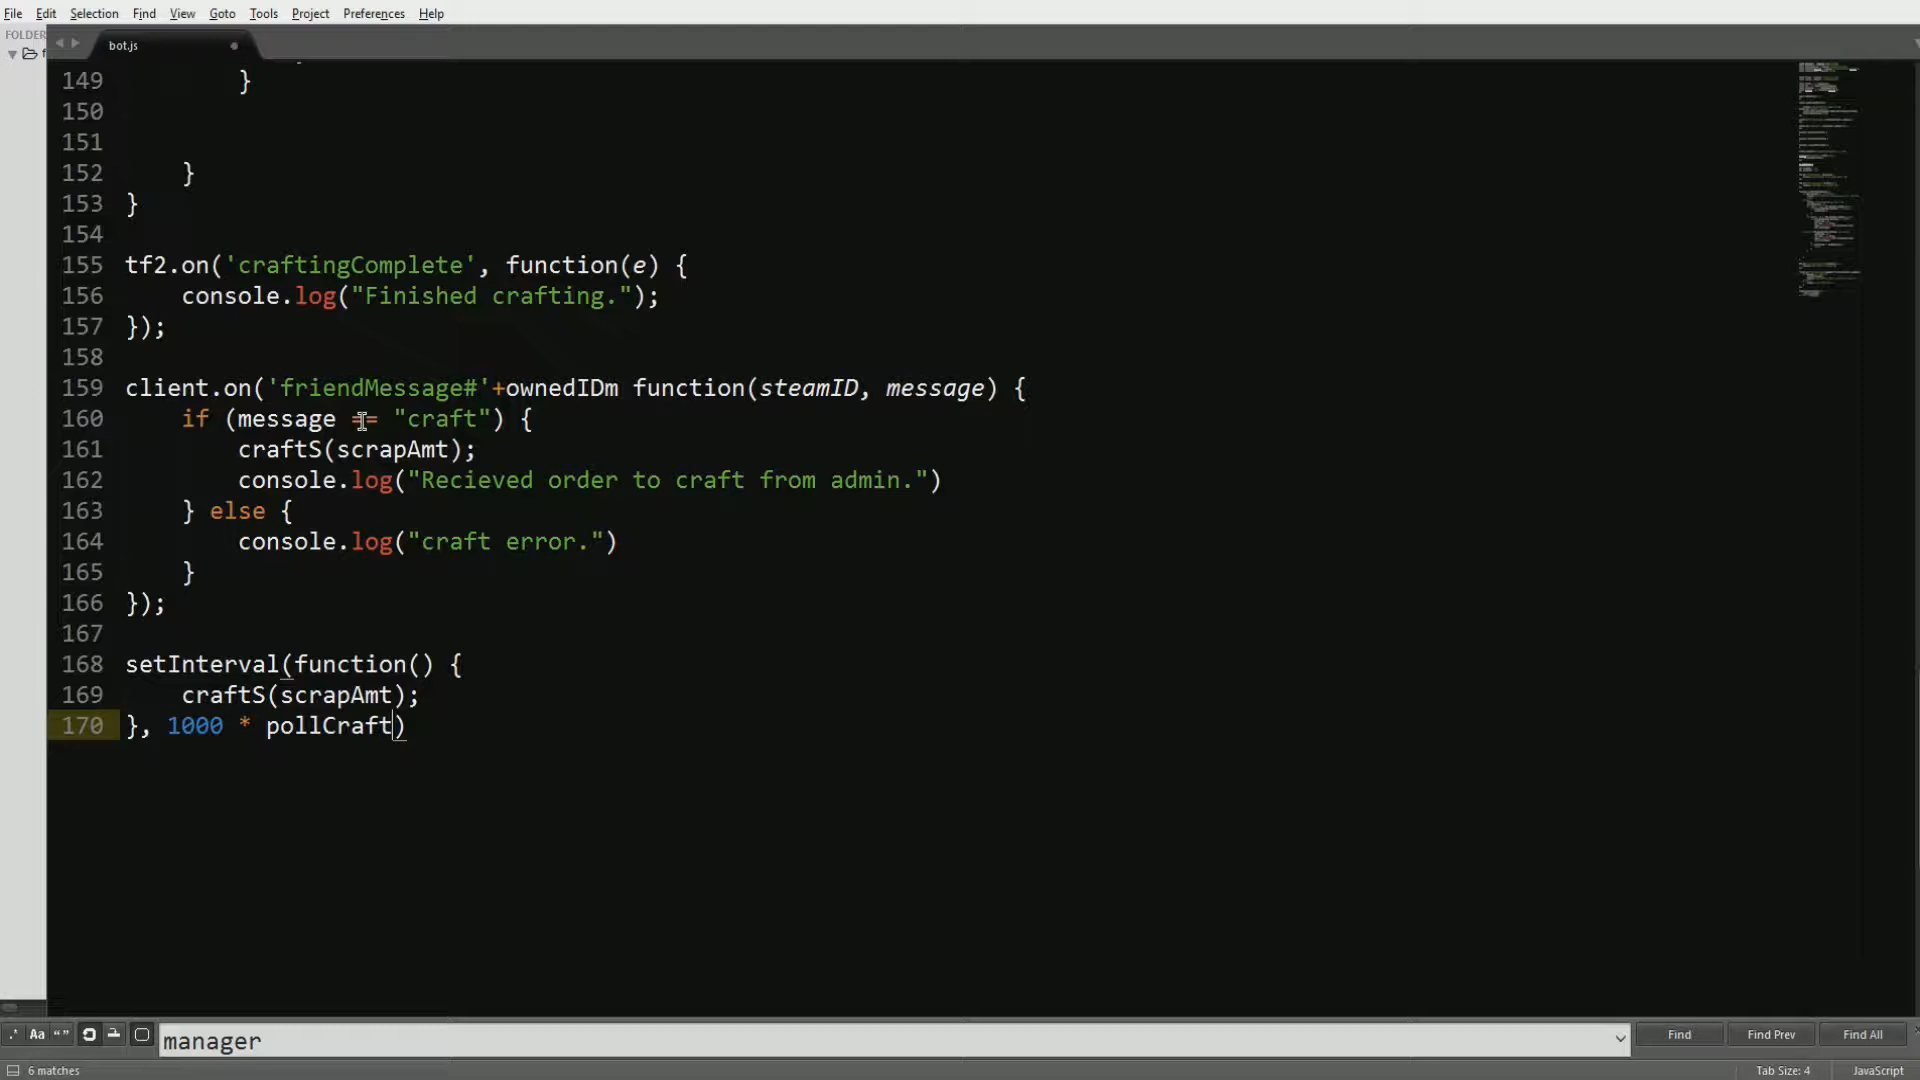 File Edit Selection Find View Goto Tools Project Preferences Help
FOLDER
bot.js
149 }
150
151
152 }
153 }
154
155 tf2.on('craftingComplete', function(e) {
156 console.log("Finished crafting.");
157 });
158
159 client.on('friendMessage#'+ownedIDm function(steamID, message) {
160 if (message == "craft") {
161 craftS(scrapAmt);
162 console.log("Recieved order to craft from admin.")
163 } else {
164 console.log("craft error.")
165 }
166 });
167
168 setInterval(function() {
169 craftS(scrapAmt);
170 }, 1000 * pollCraft)
.* Aa “” manager Find Find Prev Find All
6 matches Tab Size: 4 JavaScript